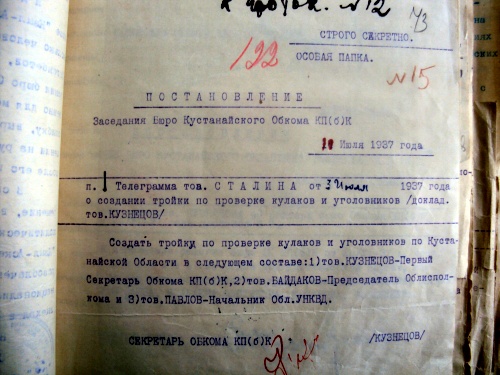 к проток. №12
73
СТРОГО СЕКРЕТНО.
122
ОСОБАЯ ПАПКА.
№15
ПОСТАНОВЛЕНИЕ
Заседания Бюро Кустанайского Обкома КП(б)К
Июля 1937 года
п. Телеграмма тов. СТАЛИНА от 3 июля 1937 года
о создании тройки по проверке кулаков и уголовников /доклад.
тов.КУЗНЕЦОВ/
Создать тройку по проверке кулаков и уголовников по Куста-
найской Области в следующем составе:1)тов.КУЗНЕЦОВ-Первый
Секретарь Обкома КП(б)К,2)тов.БАЙДАКОВ-Председатель Облиспол-
кома и 3)тов.ПАВЛОВ-Начальник Обл.УНКВД.
СЕКРЕТАРЬ ОБКОМА КП(б)К /КУЗНЕЦОВ/